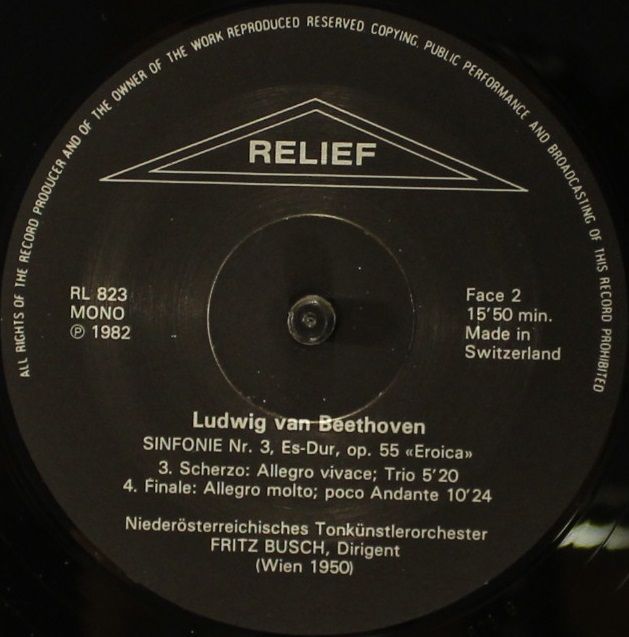 ALL RIGHTS OF THE RECORD PRODUCER AND OF THE OWNER OF THE WORK REPRODUCED RESERVED COPYING, PUBLIC PERFORMANCE AND BROADCASTING OF THIS RECORD PROHIBITED
RELIEF
RL 823
MONO
℗ 1982
Face 2
15'50 min.
Made in
Switzerland
Ludwig van Beethoven
SINFONIE Nr. 3, Es-Dur, op. 55 «Eroica»
3. Scherzo: Allegro vivace; Trio 5'20
4. Finale: Allegro molto; poco Andante 10'24
Niederösterreichisches Tonkünstlerorchester
FRITZ BUSCH, Dirigent
(Wien 1950)